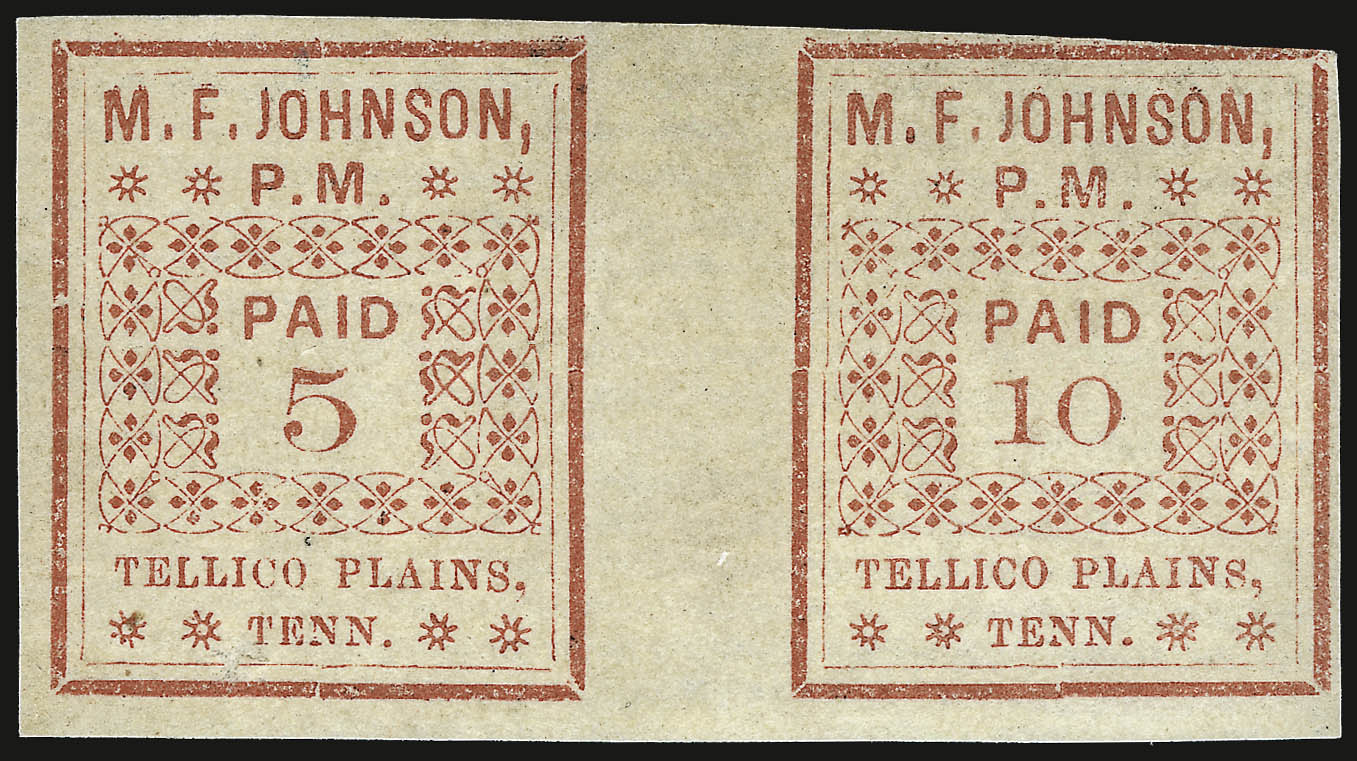 M. F. JOHNSON,
P.M.
PAID
5
TELLICO PLAINS,
TENN.
M. F. JOHNSON,
P.M.
PAID
10
TELLICO PLAINS,
TENN.